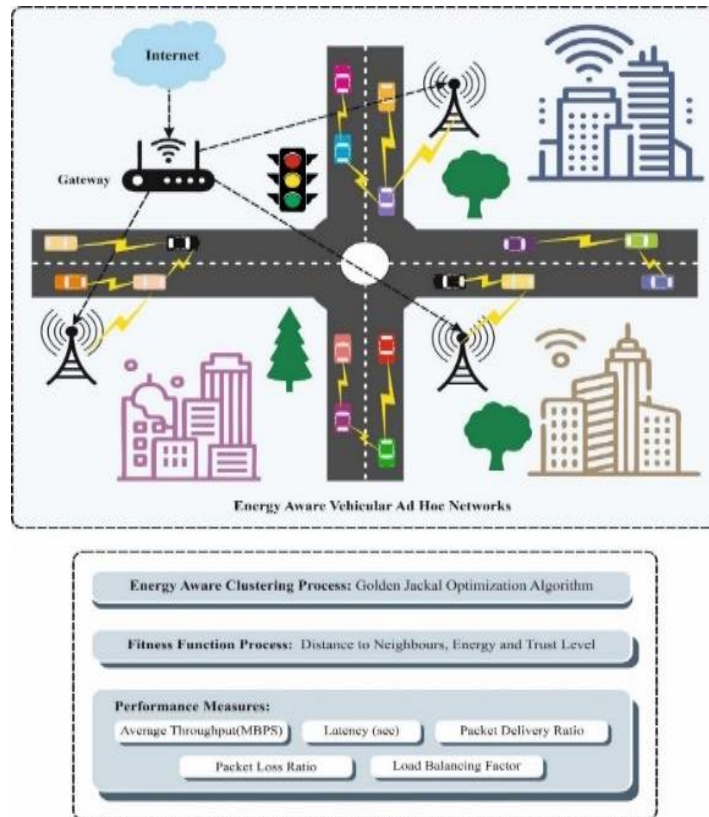 Internet
Gateway
Energy Aware Vehicular Ad Hoc Networks
Energy Aware Clustering Process: Golden Jackal Optimization Algorithm
Fitness Function Process: Distance to Neighbours, Energy and Trust Level
Performance Measures:
Average Throughput(MBPS) Lateney (see) Packet Delivery Ratio
Packet Loss Ratio Load Balancing Factor